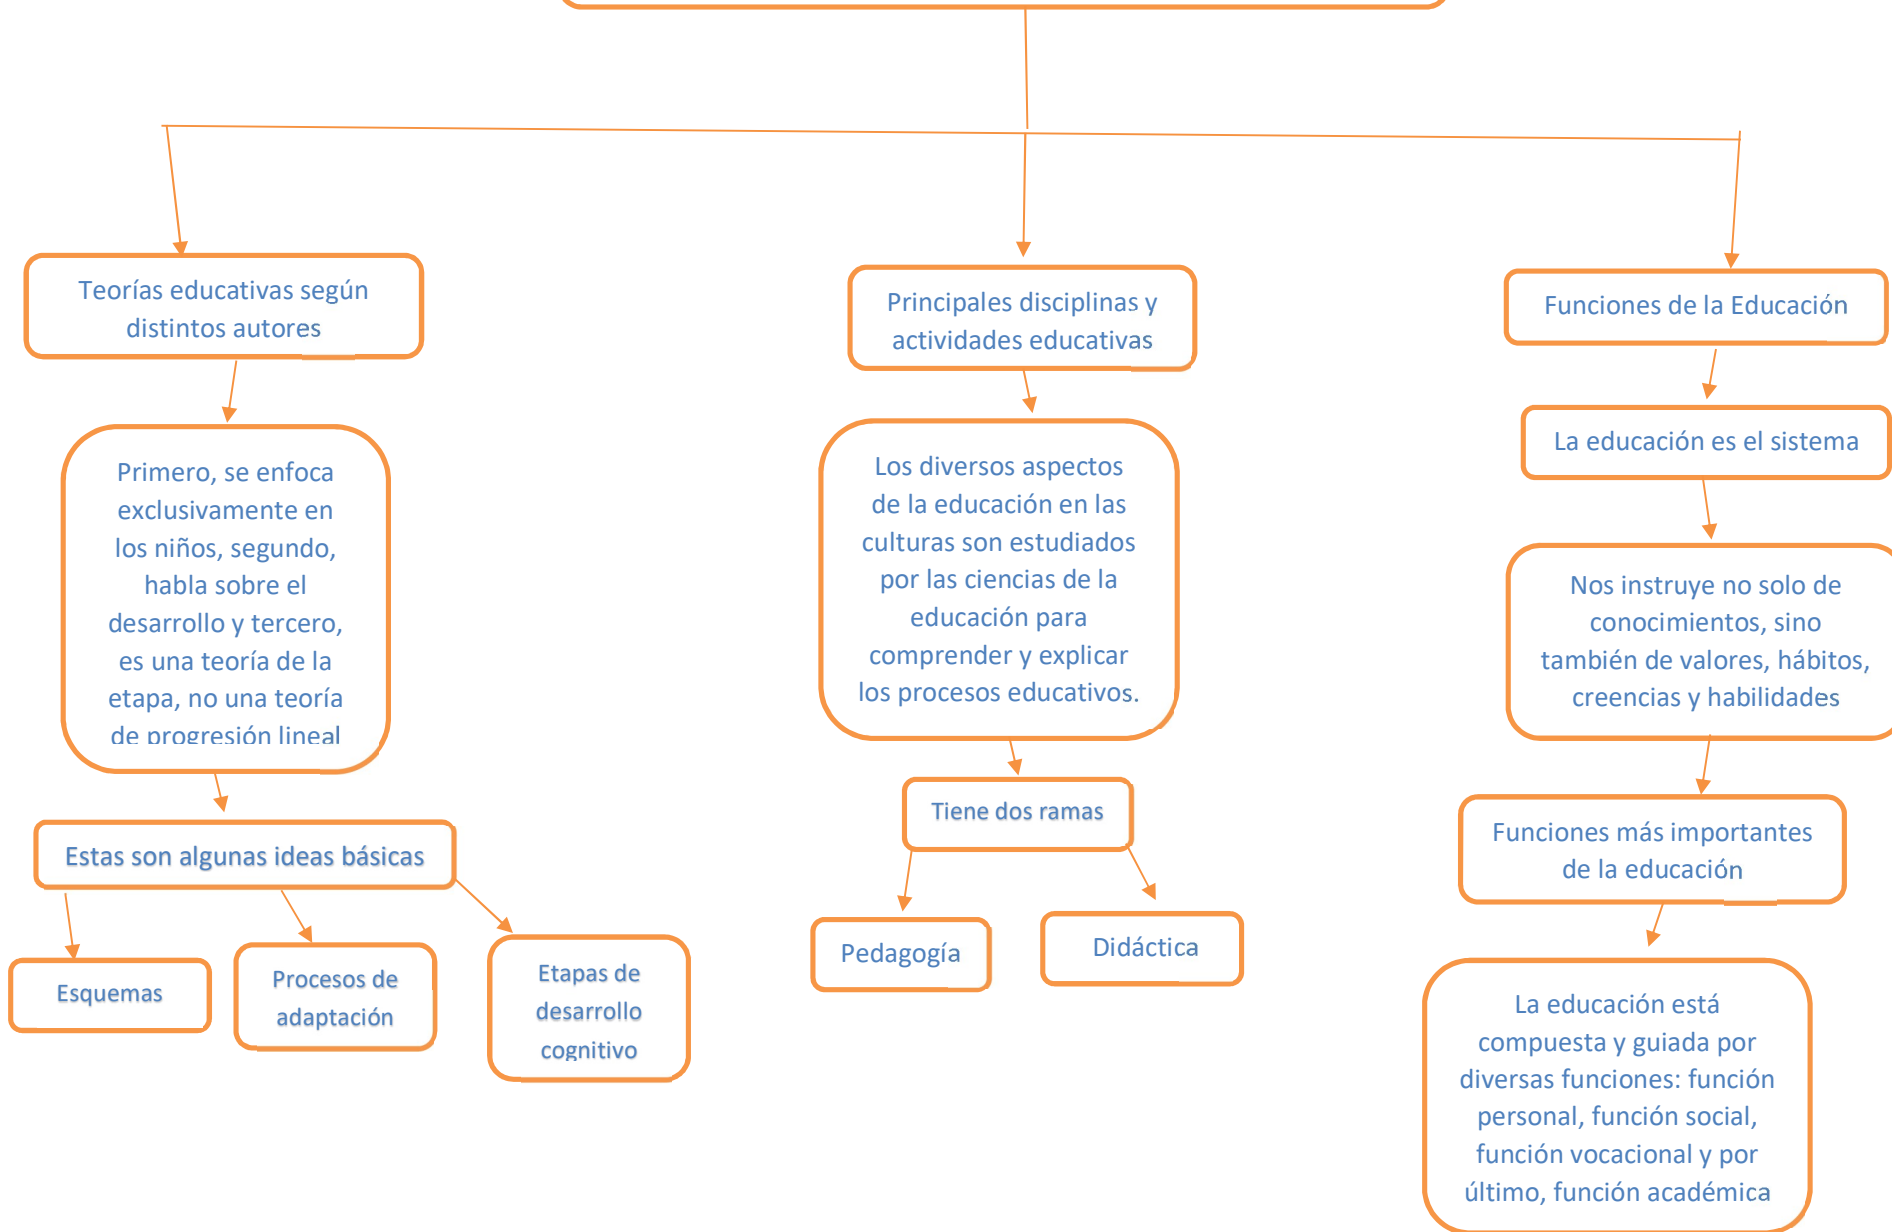 Teorías educativas según
distintos autores
Primero, se enfoca
exclusivamente en
los niños, segundo,
habla sobre el
desarrollo y tercero,
es una teoría de la
etapa, no una teoría
de progresión lineal
Estas son algunas ideas básicas
Esquemas
Procesos de
adaptación
Etapas de
desarrollo
cognitivo
Principales disciplinas y
actividades educativas
Los diversos aspectos
de la educación en las
culturas son estudiados
por las ciencias de la
educación para
comprender y explicar
los procesos educativos.
Tiene dos ramas
Pedagogía
Didáctica
Funciones de la Educación
La educación es el sistema
Nos instruye no solo de
conocimientos, sino
también de valores, hábitos,
creencias y habilidades
Funciones más importantes
de la educación
La educación está
compuesta y guiada por
diversas funciones: función
personal, función social,
función vocacional y por
último, función académica